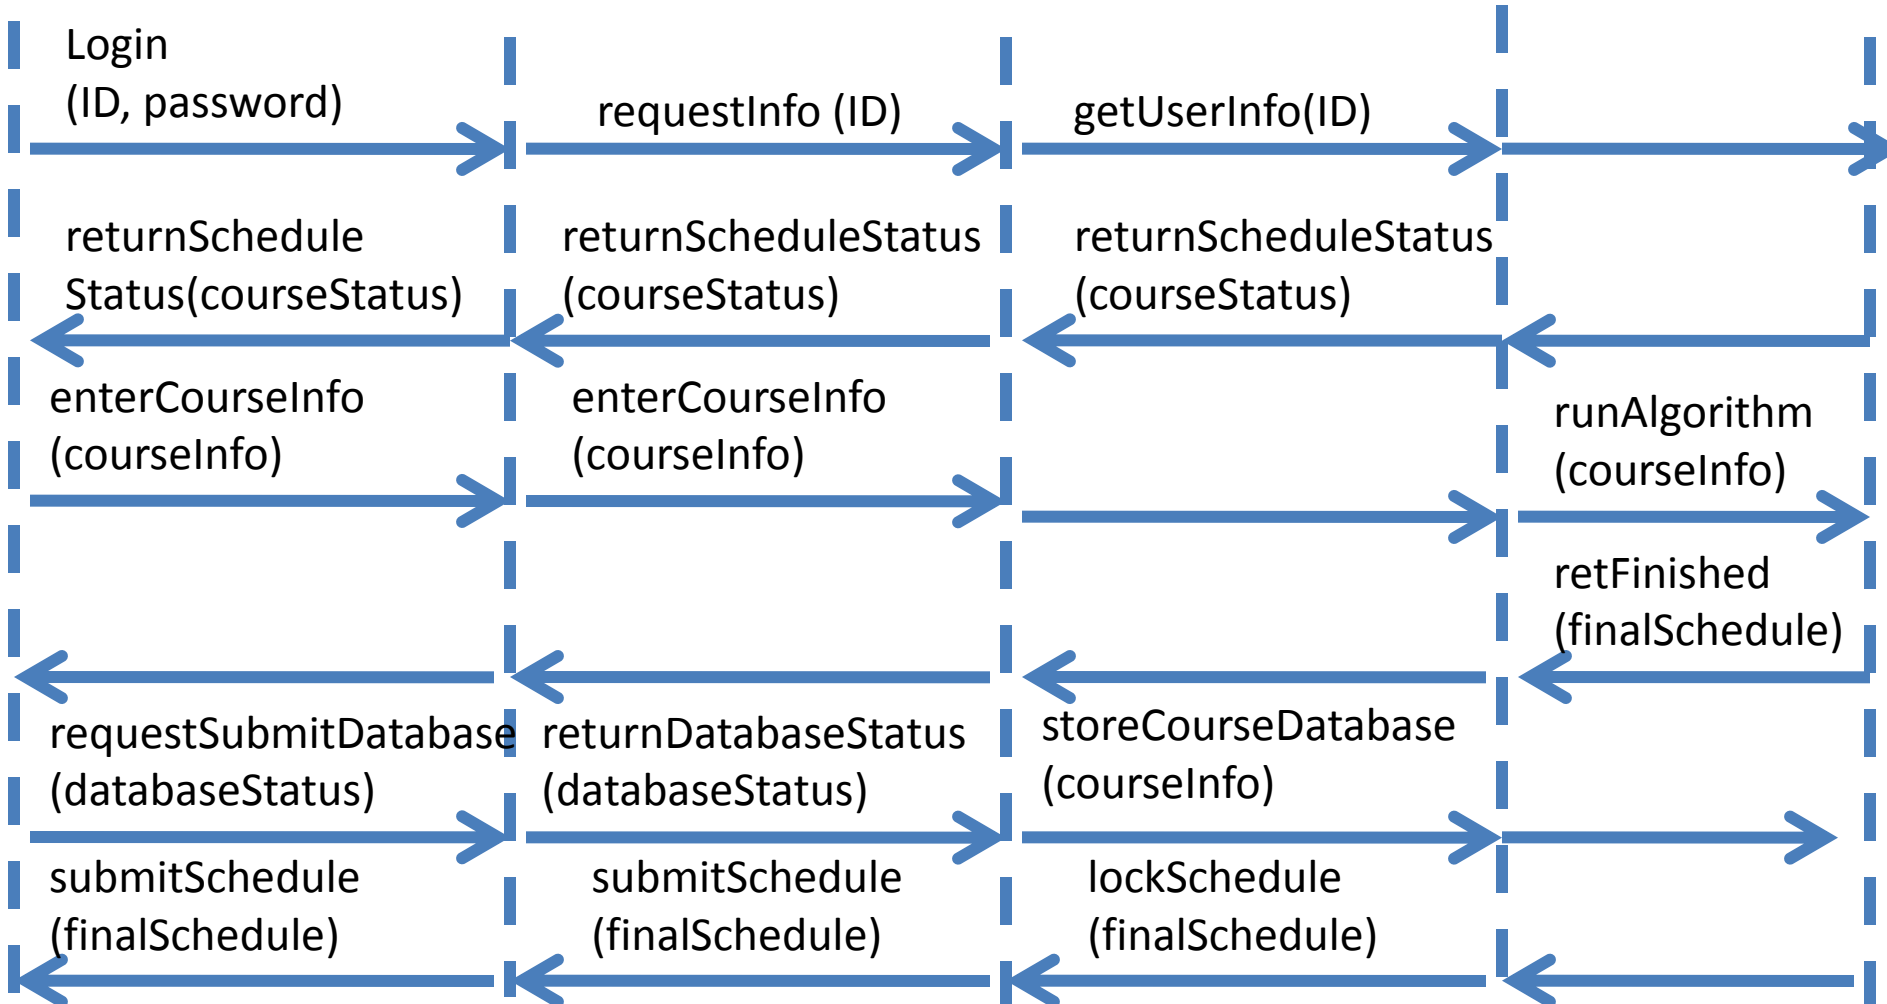 Login
(ID, password)
requestInfo (ID)
getUserInfo(ID)
returnSchedule
Status(courseStatus)
returnScheduleStatus
(courseStatus)
returnScheduleStatus
(courseStatus)
enterCourseInfo
(courseInfo)
enterCourseInfo
(courseInfo)
runAlgorithm
(courseInfo)
retFinished
(finalSchedule)
requestSubmitDatabase
(databaseStatus)
returnDatabaseStatus
(databaseStatus)
storeCourseDatabase
(courseInfo)
submitSchedule
(finalSchedule)
submitSchedule
(finalSchedule)
lockSchedule
(finalSchedule)